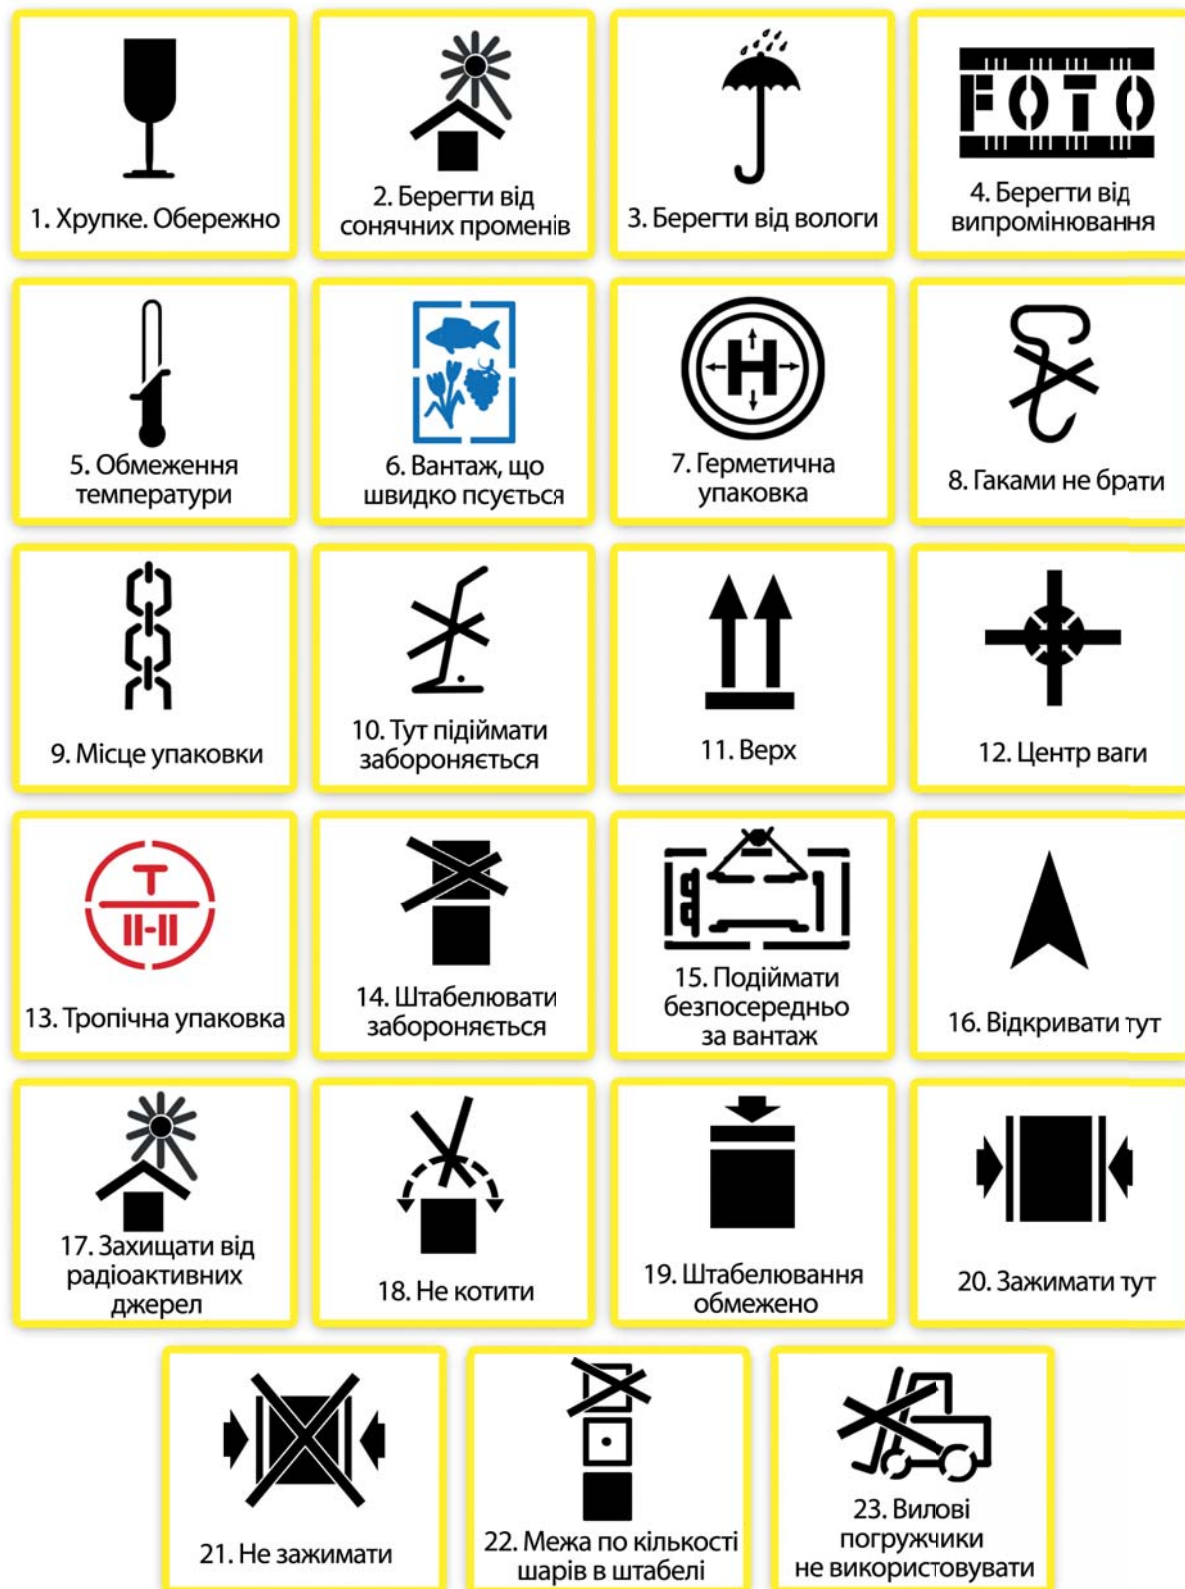 1. Хрупке. Обережно
2. Берегти від
сонячних променів
3. Берегти від вологи
FOTO
4. Берегти від
випромінювання
5. Обмеження
температури
6. Вантаж, що
швидко псується
H
7. Герметична
упаковка
8. Гаками не брати
9. Місце упаковки
10. Тут підіймати
забороняється
11. Верх
12. Центр ваги
T
II-II
13. Тропічна упаковка
14. Штабелювати
забороняється
15. Подіймати
безпосередньо
за вантаж
16. Відкривати тут
17. Захищати від
радіоактивних
джерел
18. Не котити
19. Штабелювання
обмежено
20. Зажимати тут
21. Не зажимати
22. Межа по кількості
шарів в штабелі
23. Вилові
погружчики
не використовувати